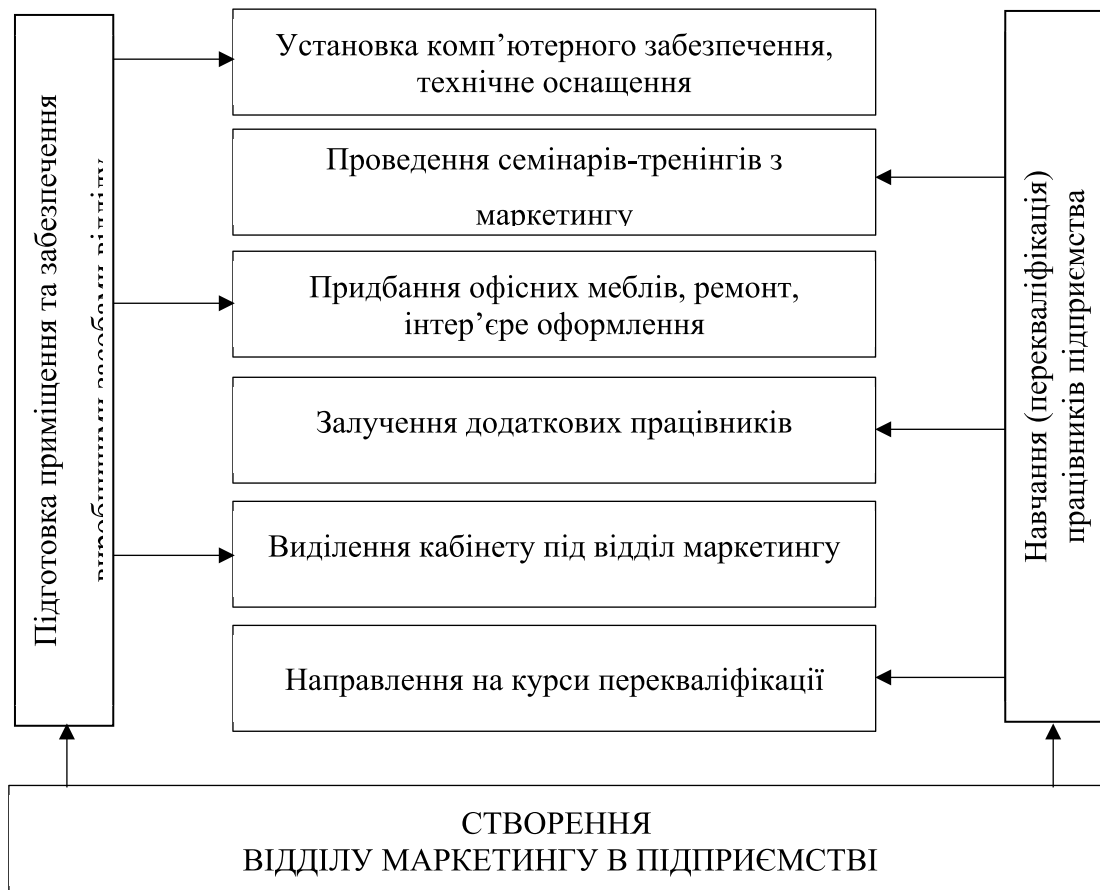 Підготовка приміщення та забезпечення
Установка комп’ютерного забезпечення,
технічне оснащення
Проведення семінарів-тренінгів з
маркетингу
Придбання офісних меблів, ремонт,
інтер’єре оформлення
Залучення додаткових працівників
Виділення кабінету під відділ маркетингу
Направлення на курси перекваліфікації
Навчання (перекваліфікація)
працівників підприємства
СТВОРЕННЯ
ВІДДІЛУ МАРКЕТИНГУ В ПІДПРИЄМСТВІ